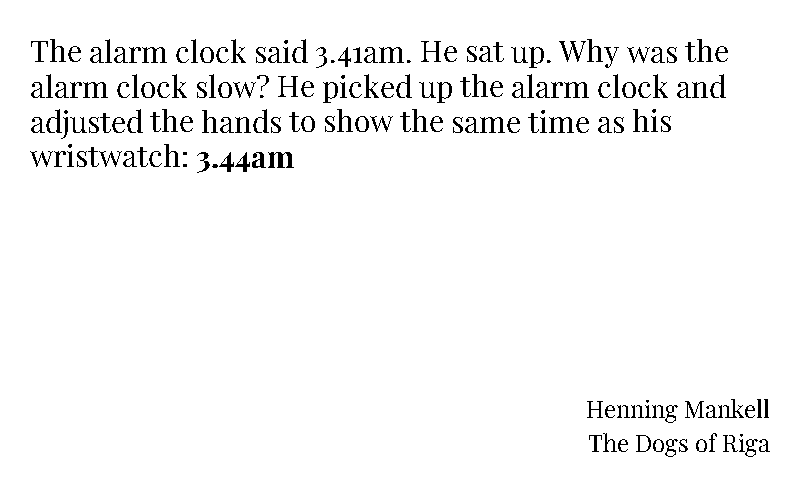 The alarm clock said 3.41am. He sat up. Why was the
alarm clock slow? He picked up the alarm clock and
adjusted the hands to show the same time as his
wristwatch: 3.44am
Henning Mankell
The Dogs of Riga